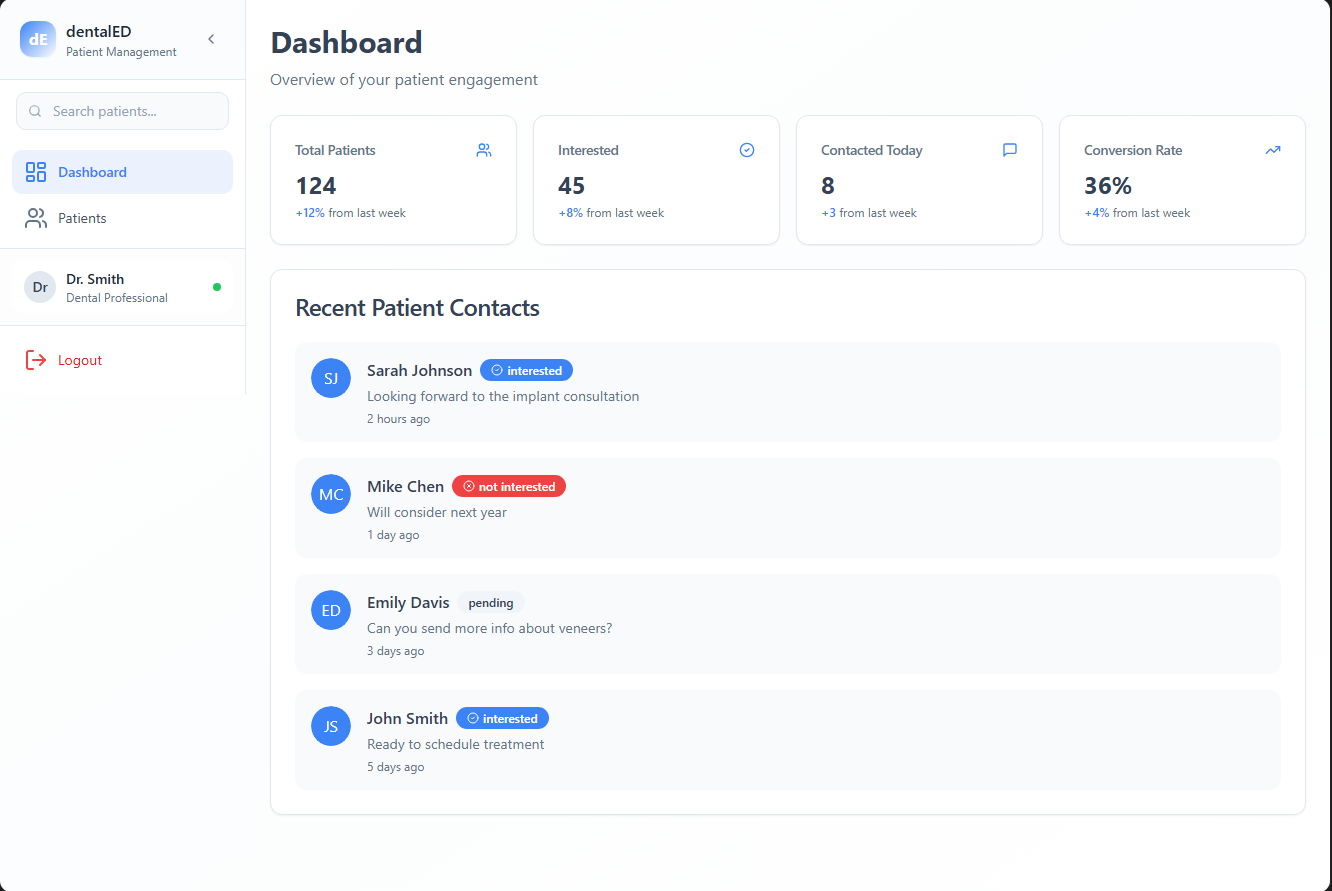 dE
dentalED
Patient Management
Search patients...
Dashboard
Patients
Dr
Dr. Smith
Dental Professional
Logout
Dashboard
Overview of your patient engagement
Total Patients
124
+12% from last week
Interested
45
+8% from last week
Contacted Today
8
+3 from last week
Conversion Rate
36%
+4% from last week
Recent Patient Contacts
SJ
Sarah Johnson interested
Looking forward to the implant consultation
2 hours ago
MC
Mike Chen not interested
Will consider next year
1 day ago
ED
Emily Davis pending
Can you send more info about veneers?
3 days ago
JS
John Smith interested
Ready to schedule treatment
5 days ago